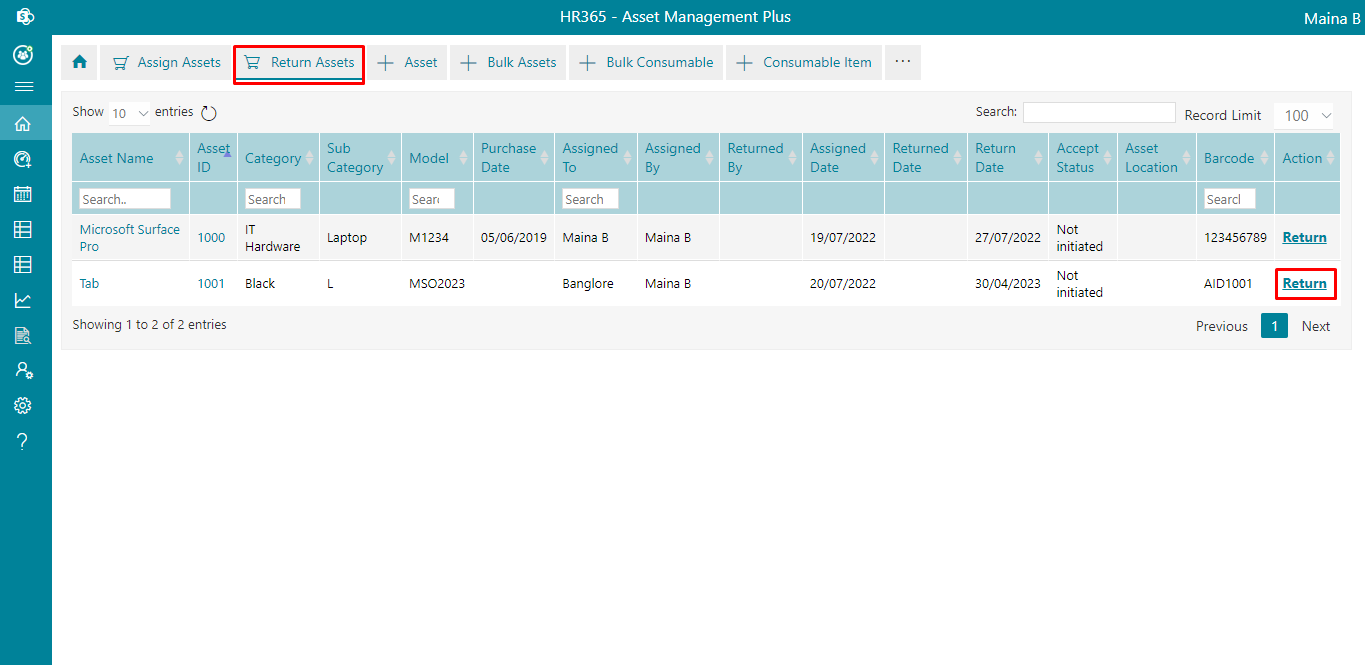 HR365 - Asset Management Plus
Maina B
Assign Assets
Return Assets
Asset
Bulk Assets
Bulk Consumable
Consumable Item
...
Show 10 entries
Search:
Record Limit 100
Asset Name
Asset ID
Category
Sub Category
Model
Purchase Date
Assigned To
Assigned By
Returned By
Assigned Date
Returned Date
Return Date
Accept Status
Asset Location
Barcode
Action
Search..
Search
Sear
Search
Searcl
Microsoft Surface Pro
1000
IT Hardware
Laptop
M1234
05/06/2019
Maina B
Maina B
19/07/2022
27/07/2022
Not initiated
123456789
Return
Tab
1001
Black
L
MSO2023
Banglore
Maina B
20/07/2022
30/04/2023
Not initiated
AID1001
Return
Showing 1 to 2 of 2 entries
Previous 1 Next